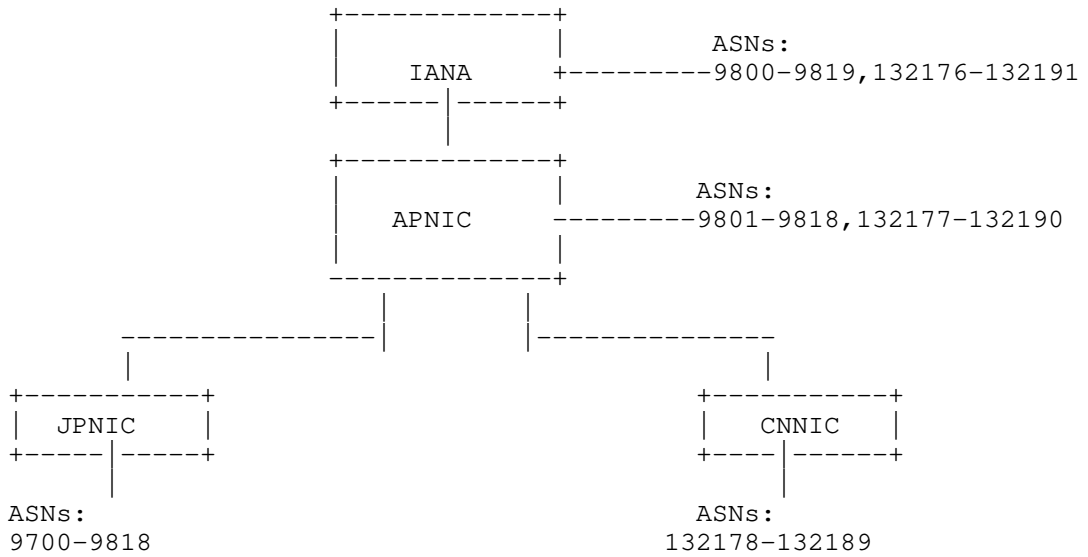 ASNs:
IANA
9800-9819,132176-132191
ASNs:
APNIC
9801-9818,132177-132190
JPNIC
CNNIC
ASNs:
ASNs:
9700-9818
132178-132189